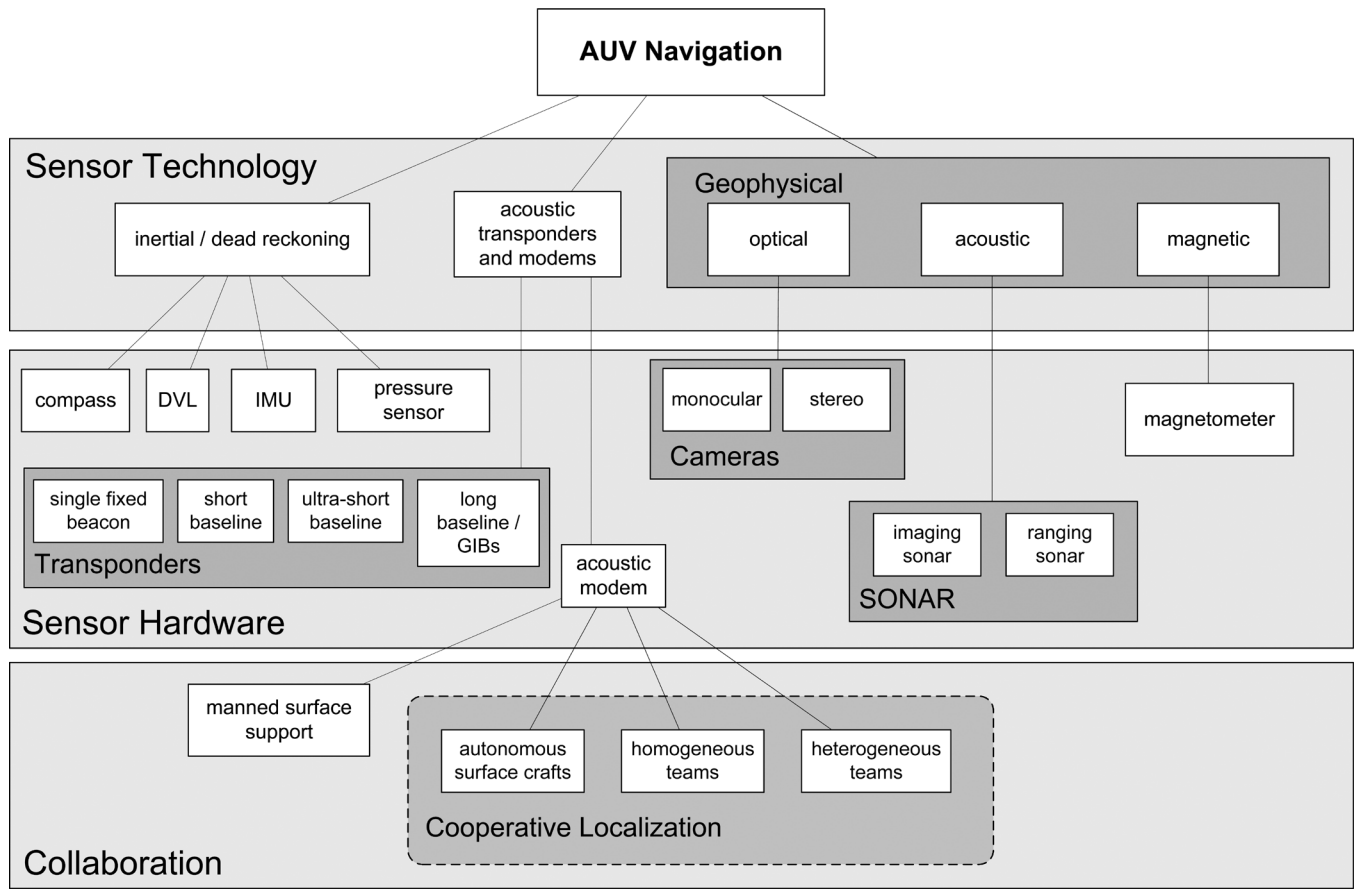 AUV Navigation
Sensor Technology
inertial / dead reckoning
acoustic
transponders
and modems
Geophysical
optical
acoustic
magnetic
compass
DVL
IMU
pressure
sensor
monocular
stereo
Cameras
magnetometer
single fixed
beacon
short
baseline
ultra-short
baseline
long
baseline /
GIBs
Transponders
acoustic
modem
imaging
sonar
ranging
sonar
SONAR
Sensor Hardware
manned surface
support
autonomous
surface crafts
homogeneous
teams
heterogeneous
teams
Cooperative Localization
Collaboration